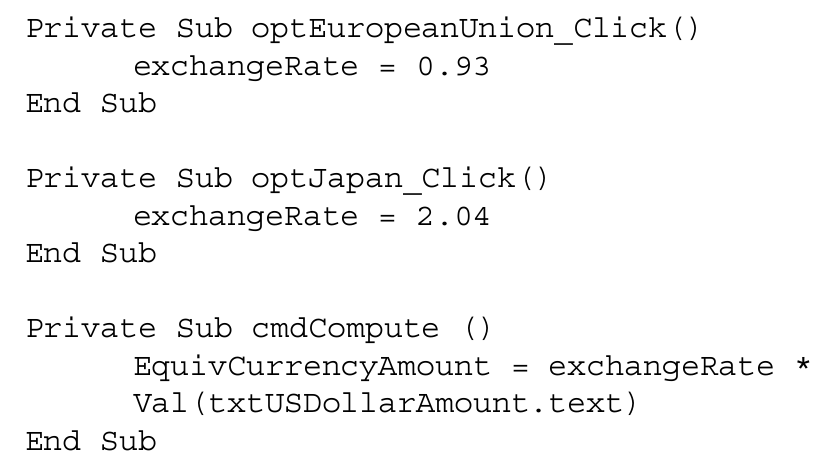 Private Sub optEuropeanUnion_Click()
exchangeRate = 0.93
End Sub
Private Sub optJapan_Click()
exchangeRate = 2.04
End Sub
Private Sub cmdCompute ()
EquivCurrencyAmount = exchangeRate *
Val(txtUSDollarAmount.text)
End Sub